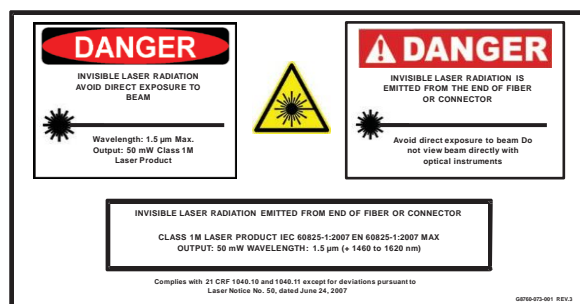 DANGER
INVISIBLE LASER RADIATION
AVOID DIRECT EXPOSURE TO
BEAM
Wavelength: 1.5 µm Max.
Output: 50 mW Class 1M
Laser Product
DANGER
INVISIBLE LASER RADIATION IS
EMITTED FROM THE END OF FIBER
OR CONNECTOR
Avoid direct exposure to beam Do
not view beam directly with
optical instruments
INVISIBLE LASER RADIATION EMITTED FROM END OF FIBER OR CONNECTOR
CLASS 1M LASER PRODUCT IEC 60825-1:2007 EN 60825-1:2007 MAX
OUTPUT: 50 mW WAVELENGTH: 1.5 µm (+ 1460 to 1620 nm)
Complies with 21 CRF 1040.10 and 1040.11 except for deviations pursuant to
Laser Notice No. 50, dated June 24, 2007
G8760-073-001 REV.3